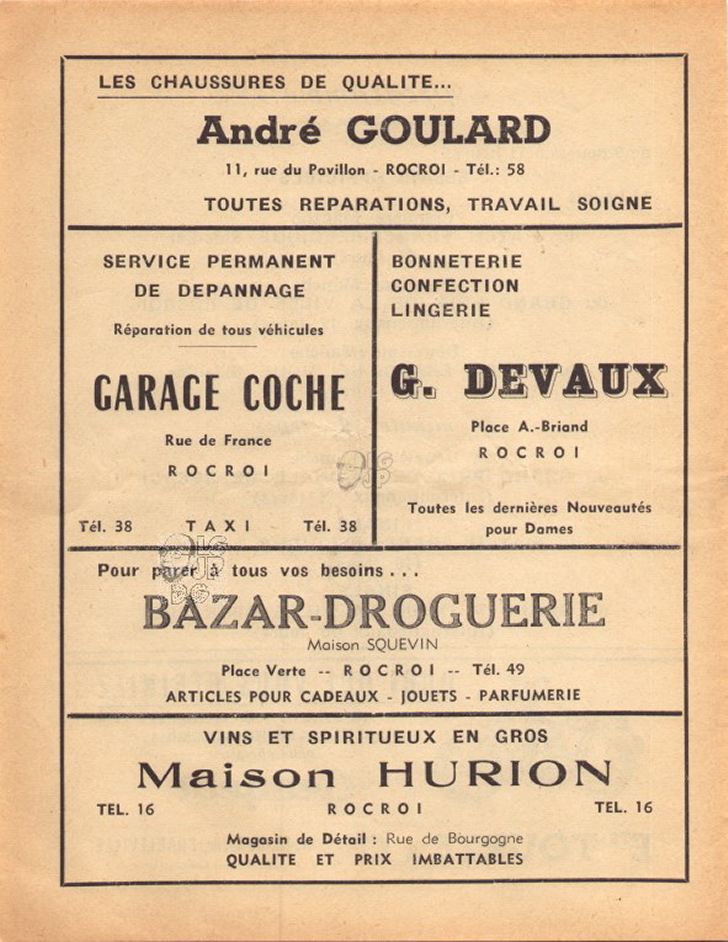 LES CHAUSSURES DE QUALITE...
André GOULARD
11, rue du Pavillon - ROCROI - Tél.: 58
TOUTES REPARATIONS, TRAVAIL SOIGNE
SERVICE PERMANENT
DE DEPANNAGE
Réparation de tous véhicules
GARAGE COCHE
Rue de France
ROCROI
Tél. 38 TAXI Tél. 38
BONNETERIE
CONFECTION
LINGERIE
G. DEVAUX
Place A.-Briand
ROCROI
Toutes les dernières Nouveautés
pour Dames
Pour parer à tous vos besoins...
BAZAR-DROGUERIE
Maison SQUEVIN
Place Verte -- ROCROI -- Tél. 49
ARTICLES POUR CADEAUX - JOUETS - PARFUMERIE
VINS ET SPIRITUEUX EN GROS
Maison HURION
TEL. 16 ROCROI TEL. 16
Magasin de Détail : Rue de Bourgogne
QUALITE ET PRIX IMBATTABLES